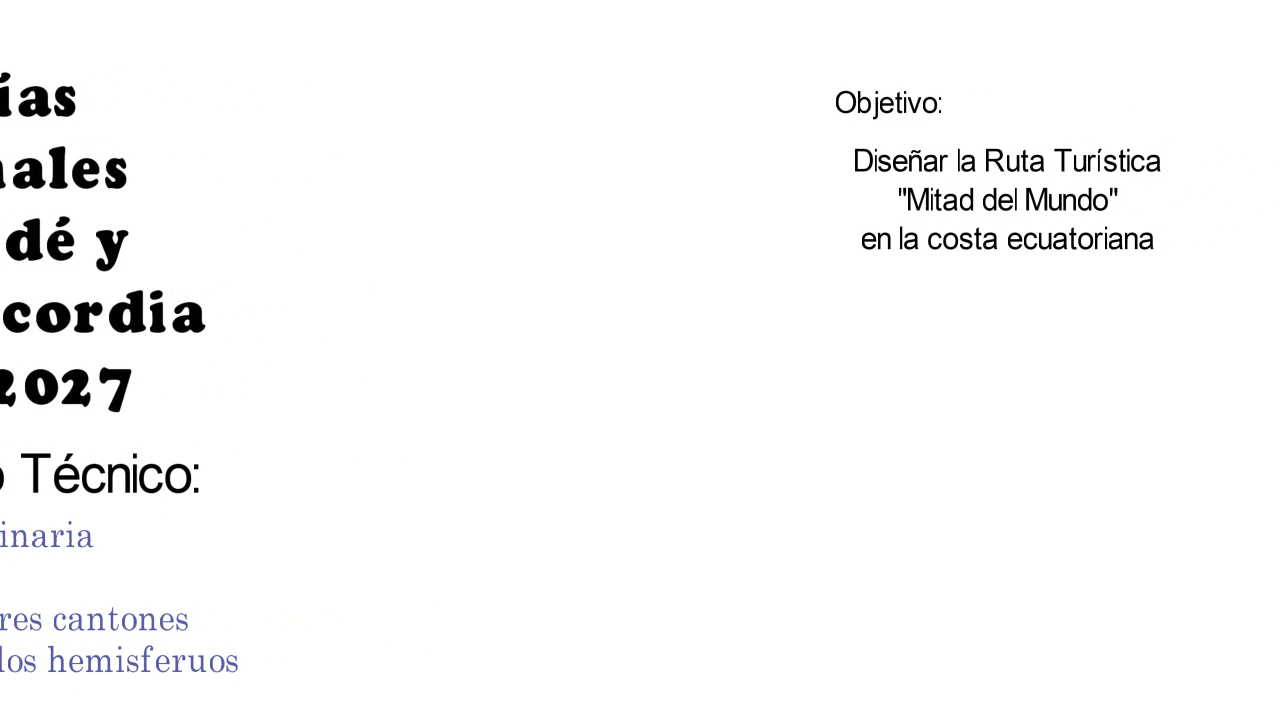 ías
ales
dé y
cordia
2027
Técnico:
inaria
res cantones
los hemisferuos
Objetivo:
Diseñar la Ruta Turística
"Mitad del Mundo"
en la costa ecuatoriana